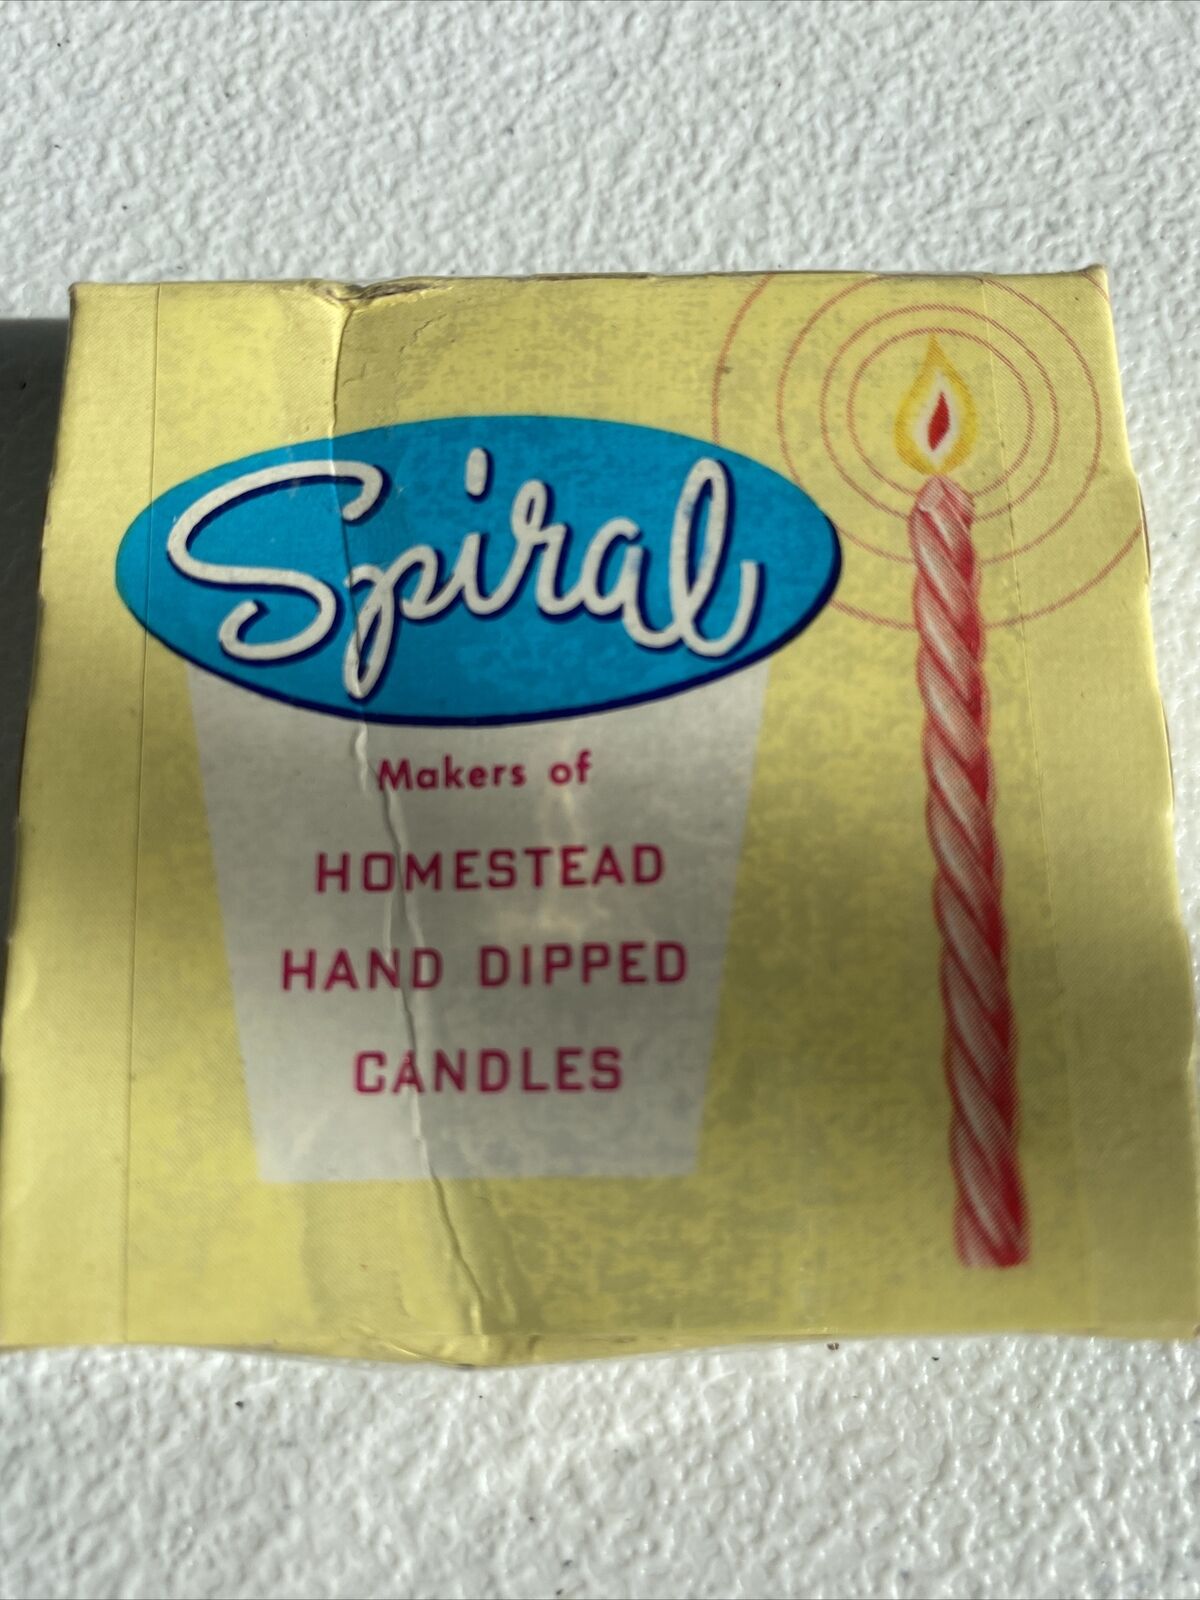 Spiral
Makers of
HOMESTEAD
HAND DIPPED
CANDLES